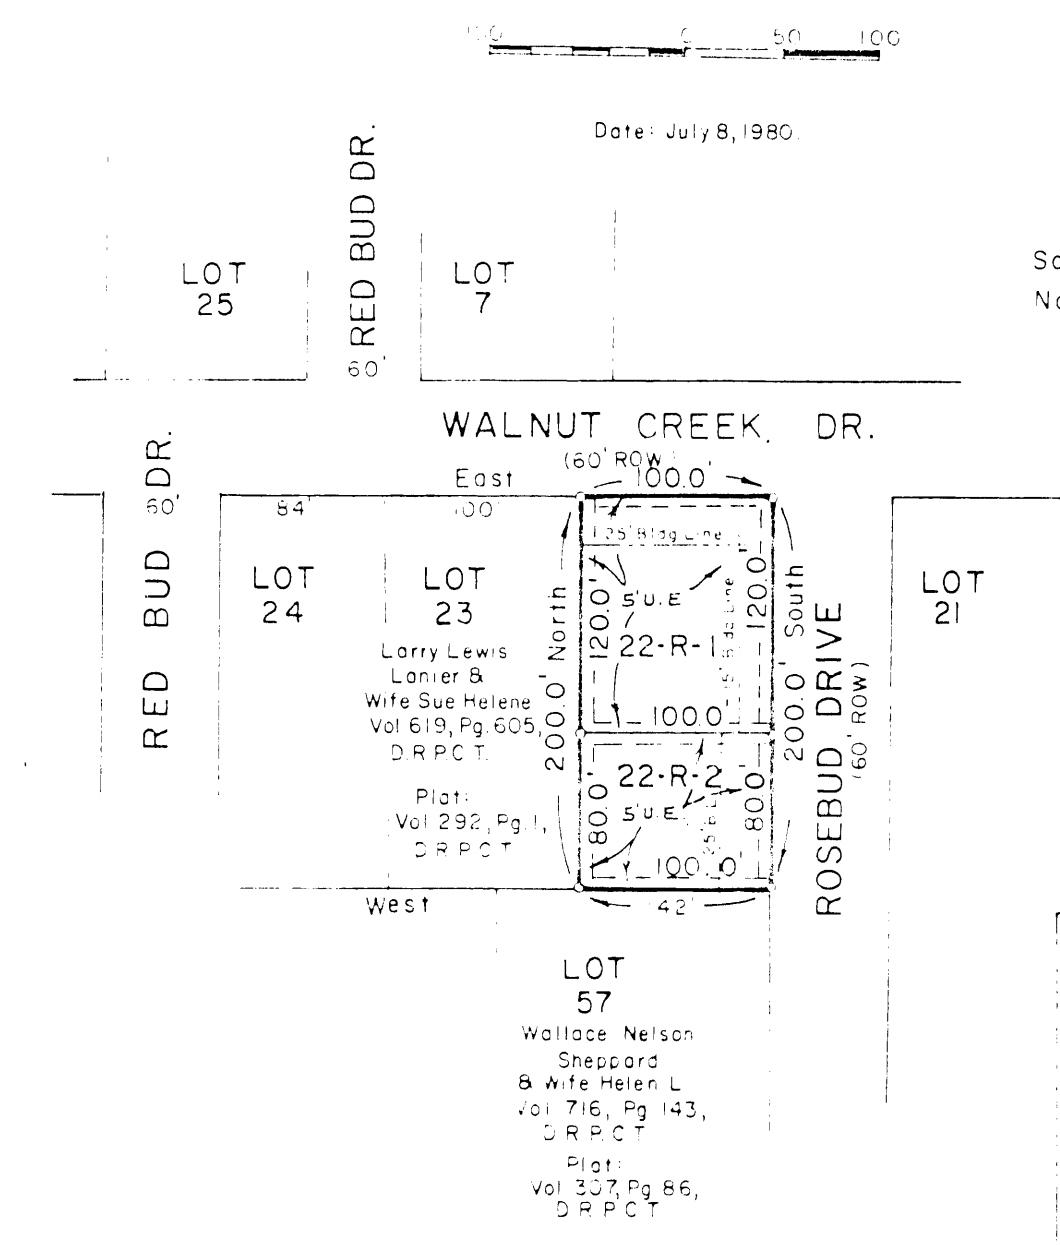 0 50 100
Date: July 8, 1980.
RED BUD DR.
60'
LOT
25
LOT
7
WALNUT CREEK DR.
(60' ROW)
East
100.0'
RED BUD DR.
60'
84'
100'
25' Bldg Line
LOT
24
LOT
23
Larry Lewis
Lanier &
Wife Sue Helene
Vol 619, Pg. 605,
D.R.P.C.T.
Plat:
Vol 292, Pg. 1,
D.R.P.C.T.
200.0' North
120.0'
5' U.E.
22-R-1
Bldg Line
120.0'
100.0'
200.0' South
ROSEBUD DRIVE
(60' ROW)
LOT
21
22-R-2
80.0'
5' U.E.
25' B
80.0'
100.0'
West
LOT
57
Wallace Nelson
Sheppard
& Wife Helen L
Vol 716, Pg 143,
D.R.P.C.T
Plat:
Vol 307, Pg 86,
D.R.P.C.T